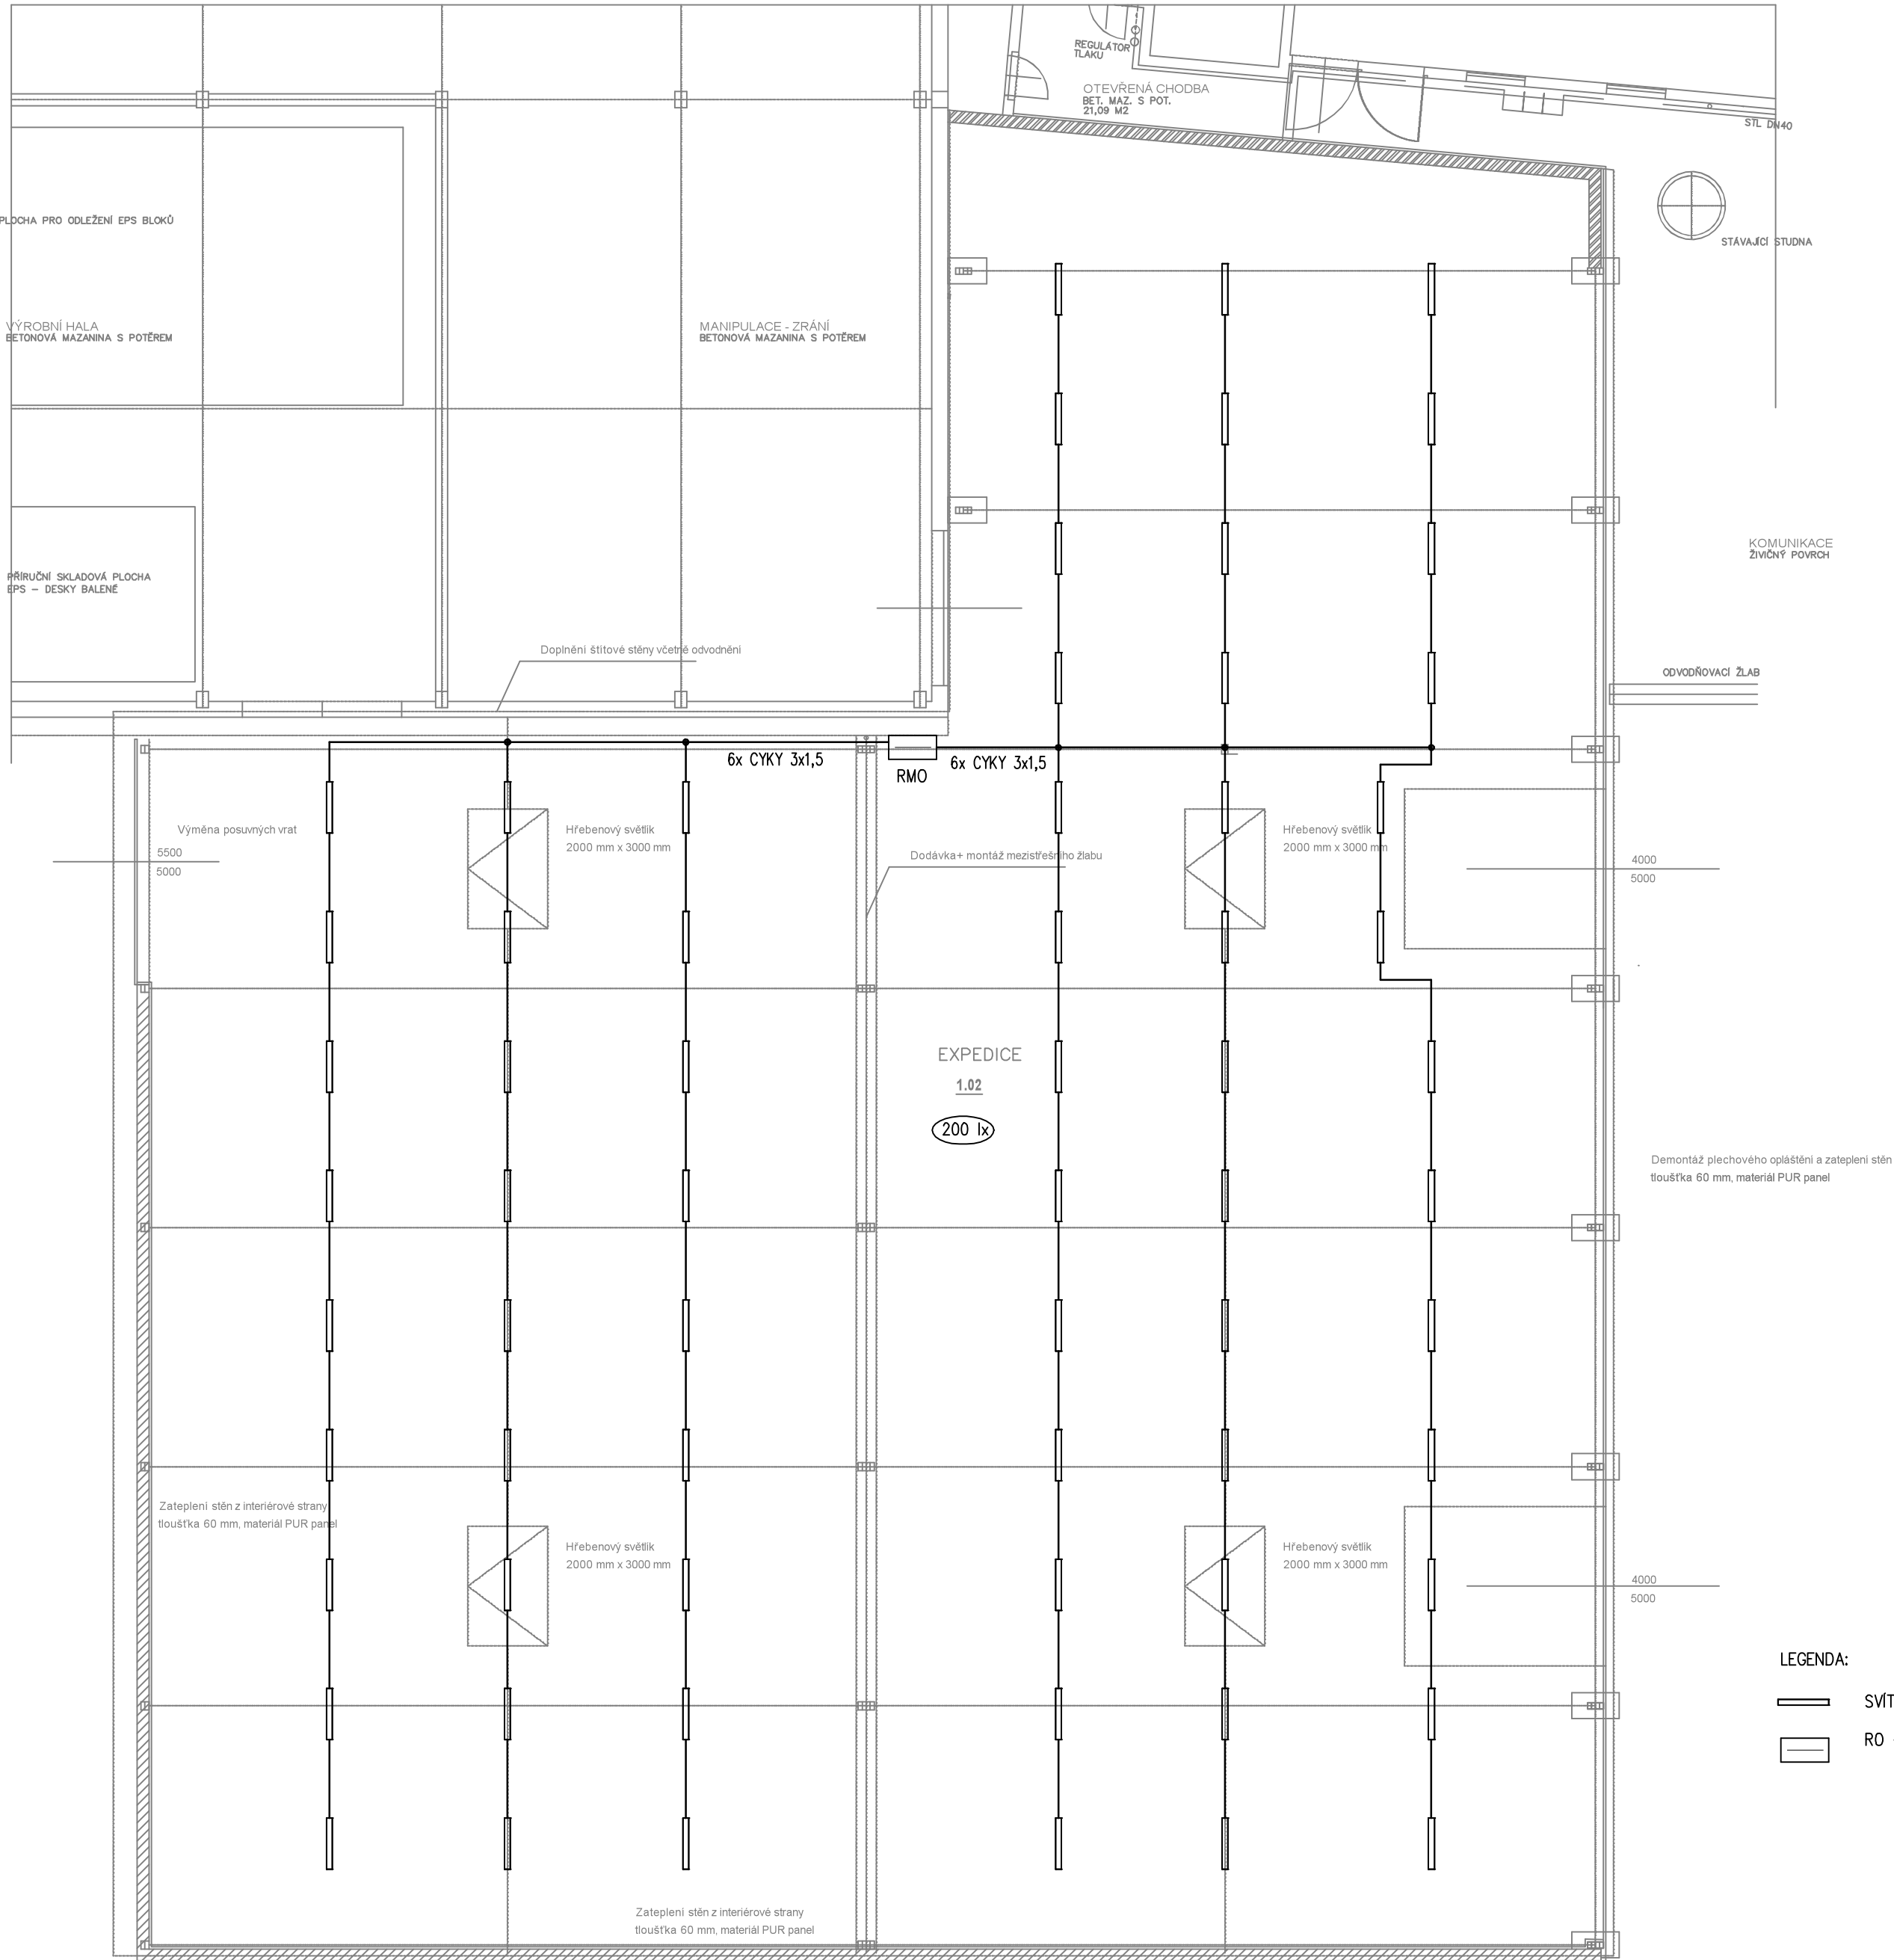 REGULÁTOR
TLAKU
OTEVŘENÁ CHODBA
BET. MAZ. S POT.
21,09 M2
STL DN40
PLOCHA PRO ODLEŽENÍ EPS BLOKŮ
STÁVAJÍCÍ STUDNA
VÝROBNÍ HALA
BETONOVÁ MAZANINA S POTĚREM
MANIPULACE - ZRÁNÍ
BETONOVÁ MAZANINA S POTĚREM
KOMUNIKACE
ŽIVIČNÝ POVRCH
PŘÍRUČNÍ SKLADOVÁ PLOCHA
EPS – DESKY BALENÉ
Doplnění štítové stěny včetně odvodnění
ODVODŇOVACÍ ŽLAB
6x CYKY 3x1,5
RMO
6x CYKY 3x1,5
Výměna posuvných vrat
5500
5000
Hřebenový světlík
2000 mm x 3000 mm
Dodávka+ montáž mezistřešního žlabu
Hřebenový světlík
2000 mm x 3000 mm
4000
5000
EXPEDICE
1.02
200 lx
Demontáž plechového opláštění a zateplení stěn
tloušťka 60 mm, materiál PUR panel
Zateplení stěn z interiérové strany
tloušťka 60 mm, materiál PUR panel
Hřebenový světlík
2000 mm x 3000 mm
Hřebenový světlík
2000 mm x 3000 mm
4000
5000
LEGENDA:
SVÍT
RO
Zateplení stěn z interiérové strany
tloušťka 60 mm, materiál PUR panel